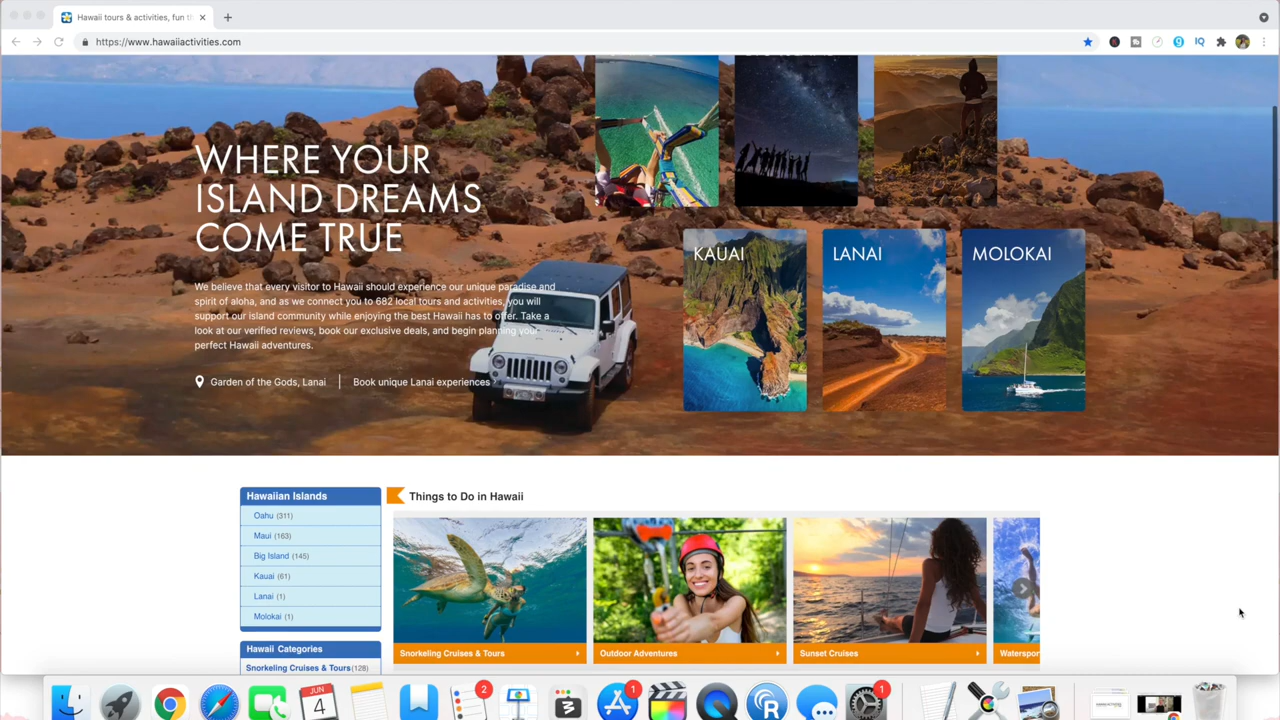 Hawaii tours & activities, fun th
https://www.hawaiiactivities.com
IQ
WHERE YOUR
ISLAND DREAMS
COME TRUE
We believe that every visitor to Hawaii should experience our unique paradise and
spirit of aloha, and as we connect you to 682 local tours and activities, you will
support our island community while enjoying the best Hawaii has to offer. Take a
look at our verified reviews, book our exclusive deals, and begin planning your
perfect Hawaii adventures.
Garden of the Gods, Lanai
Book unique Lanai experiences
KAUAI
LANAI
MOLOKAI
Hawaiian Islands
Oahu (311)
Maui (163)
Big Island (145)
Kauai (61)
Lanai (1)
Molokai (1)
Hawaii Categories
Snorkeling Cruises & Tours (128)
Things to Do in Hawaii
Snorkeling Cruises & Tours
Outdoor Adventures
Sunset Cruises
Waterspor
JUN
4
2
1
R
1